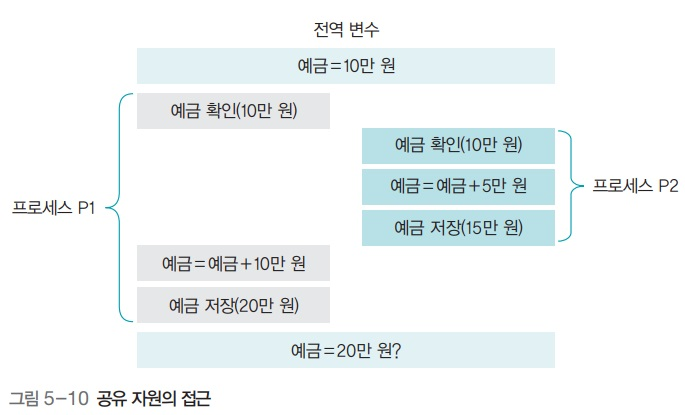 전역 변수
예금=10만 원
예금 확인(10만 원)
예금 확인(10만 원)
예금=예금+5만 원
프로세스 P2
프로세스 P1
예금 저장(15만 원)
예금=예금+10만 원
예금 저장(20만 원)
예금=20만 원?
그림 5-10 공유 자원의 접근